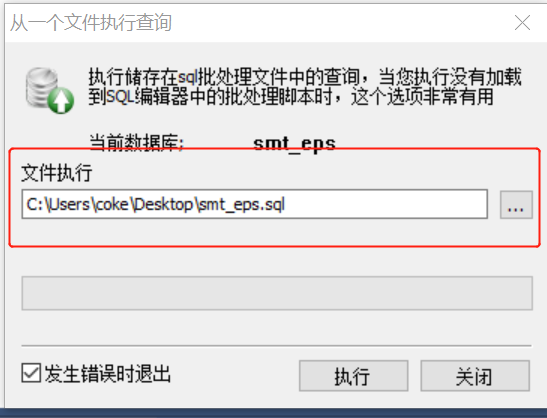 从一个文件执行查询
执行储存在sql批处理文件中的查询，当您执行没有加载
到SQL编辑器中的批处理脚本时，这个选项非常有用
当前数据库: smt_eps
文件执行
C:\Users\coke\Desktop\smt_eps.sql
...
发生错误时退出
执行
关闭